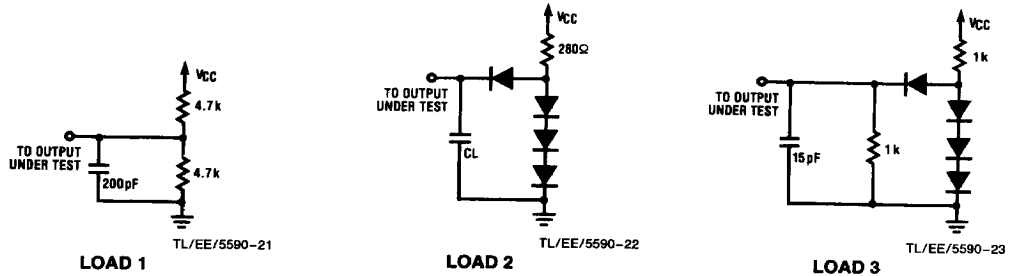 VCC
4.7k
TO OUTPUT
UNDER TEST
200pF
4.7k
TL/EE/5590-21
LOAD 1
VCC
280Ω
TO OUTPUT
UNDER TEST
CL
TL/EE/5590-22
LOAD 2
VCC
1k
TO OUTPUT
UNDER TEST
15pF
1k
TL/EE/5590-23
LOAD 3